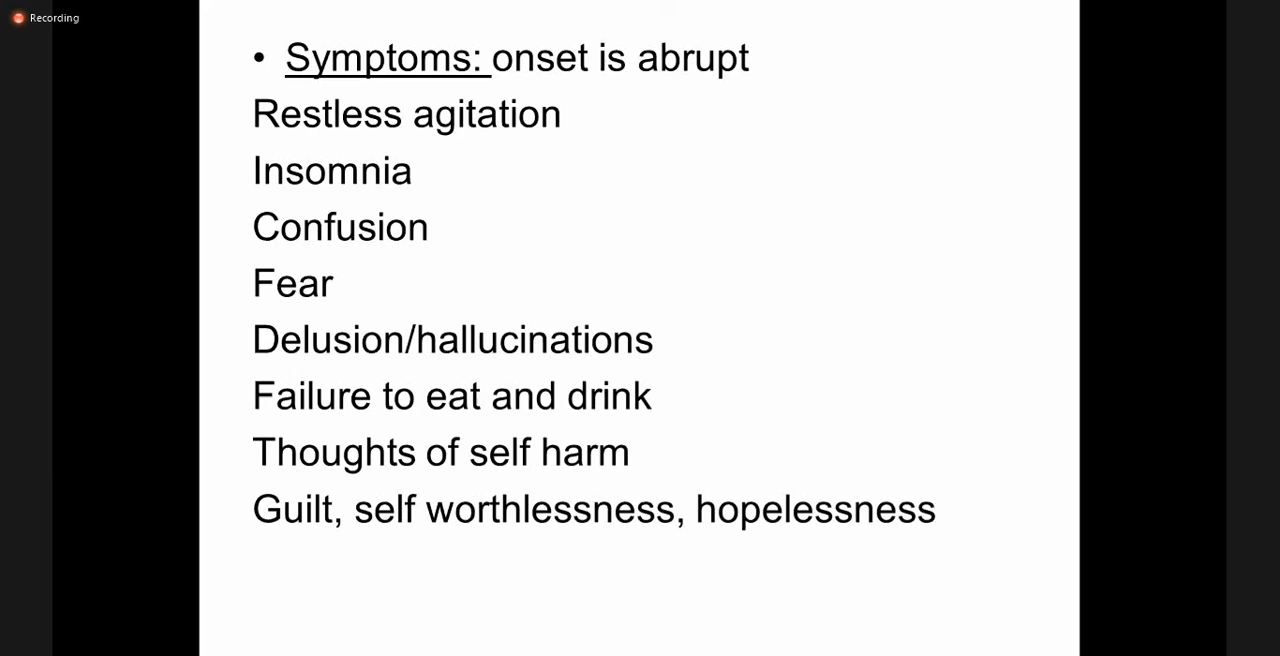 Recording
• Symptoms: onset is abrupt
Restless agitation
Insomnia
Confusion
Fear
Delusion/hallucinations
Failure to eat and drink
Thoughts of self harm
Guilt, self worthlessness, hopelessness